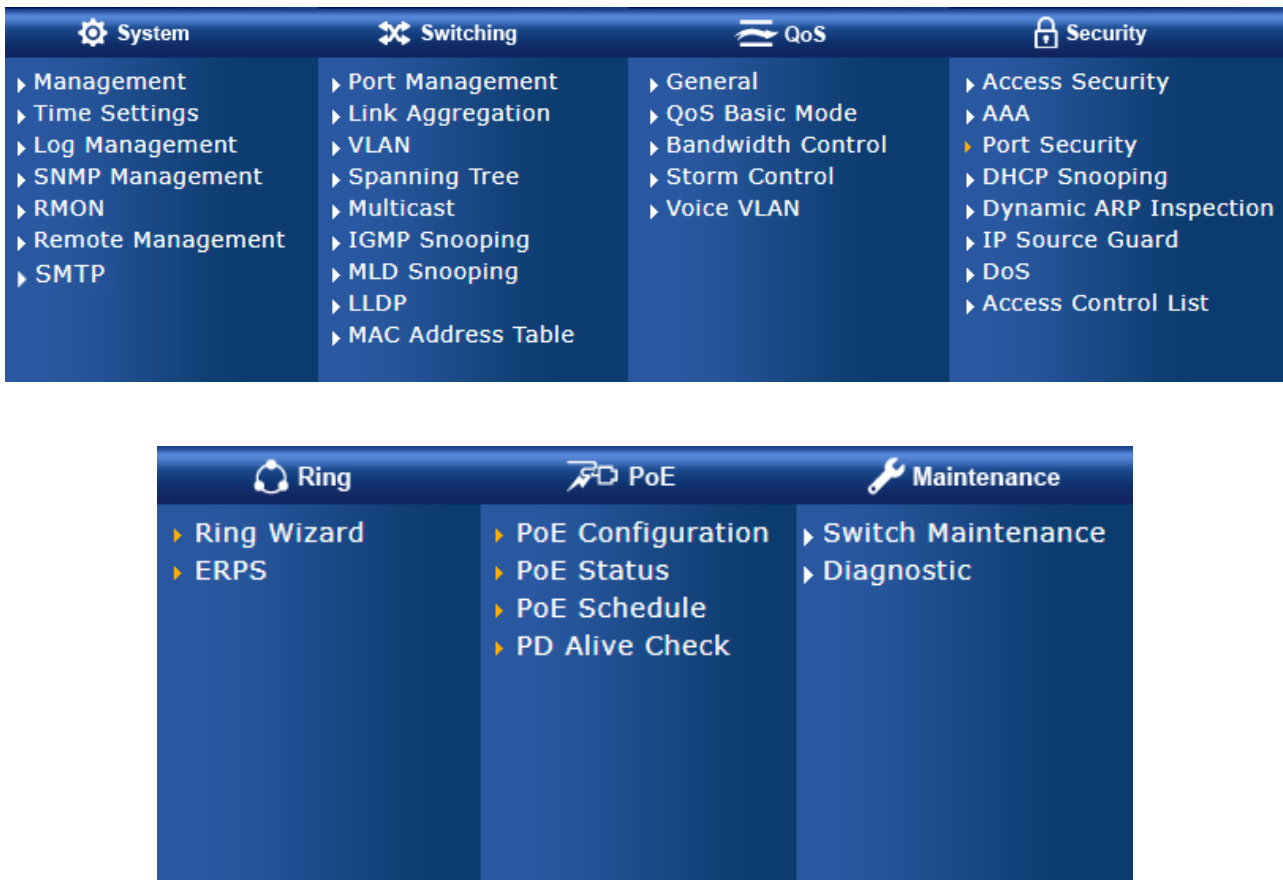 System
Management
Time Settings
Log Management
SNMP Management
RMON
Remote Management
SMTP
Switching
Port Management
Link Aggregation
VLAN
Spanning Tree
Multicast
IGMP Snooping
MLD Snooping
LLDP
MAC Address Table
QoS
General
QoS Basic Mode
Bandwidth Control
Storm Control
Voice VLAN
Security
Access Security
AAA
Port Security
DHCP Snooping
Dynamic ARP Inspection
IP Source Guard
DoS
Access Control List
Ring
Ring Wizard
ERPS
PoE
PoE Configuration
PoE Status
PoE Schedule
PD Alive Check
Maintenance
Switch Maintenance
Diagnostic